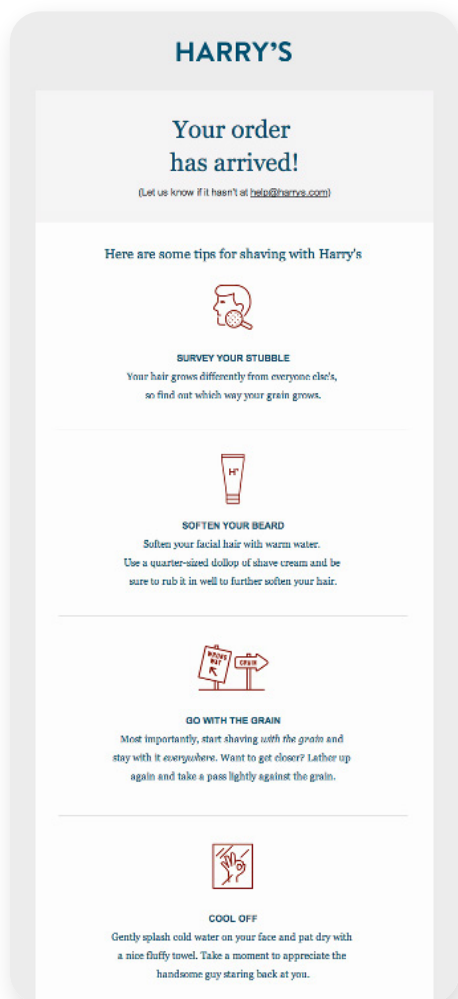 HARRY'S
Your order
has arrived!
(Let us know if it hasn't at help@harrys.com)
Here are some tips for shaving with Harry's
SURVEY YOUR STUBBLE
Your hair grows differently from everyone else's,
so find out which way your grain grows.
H'
SOFTEN YOUR BEARD
Soften your facial hair with warm water.
Use a quarter-sized dollop of shave cream and be
sure to rub it in well to further soften your hair.
WRONG
WAY
GRAIN
GO WITH THE GRAIN
Most importantly, start shaving with the grain and
stay with it everywhere. Want to get closer? Lather up
again and take a pass lightly against the grain.
COOL OFF
Gently splash cold water on your face and pat dry with
a nice fluffy towel. Take a moment to appreciate the
handsome guy staring back at you.